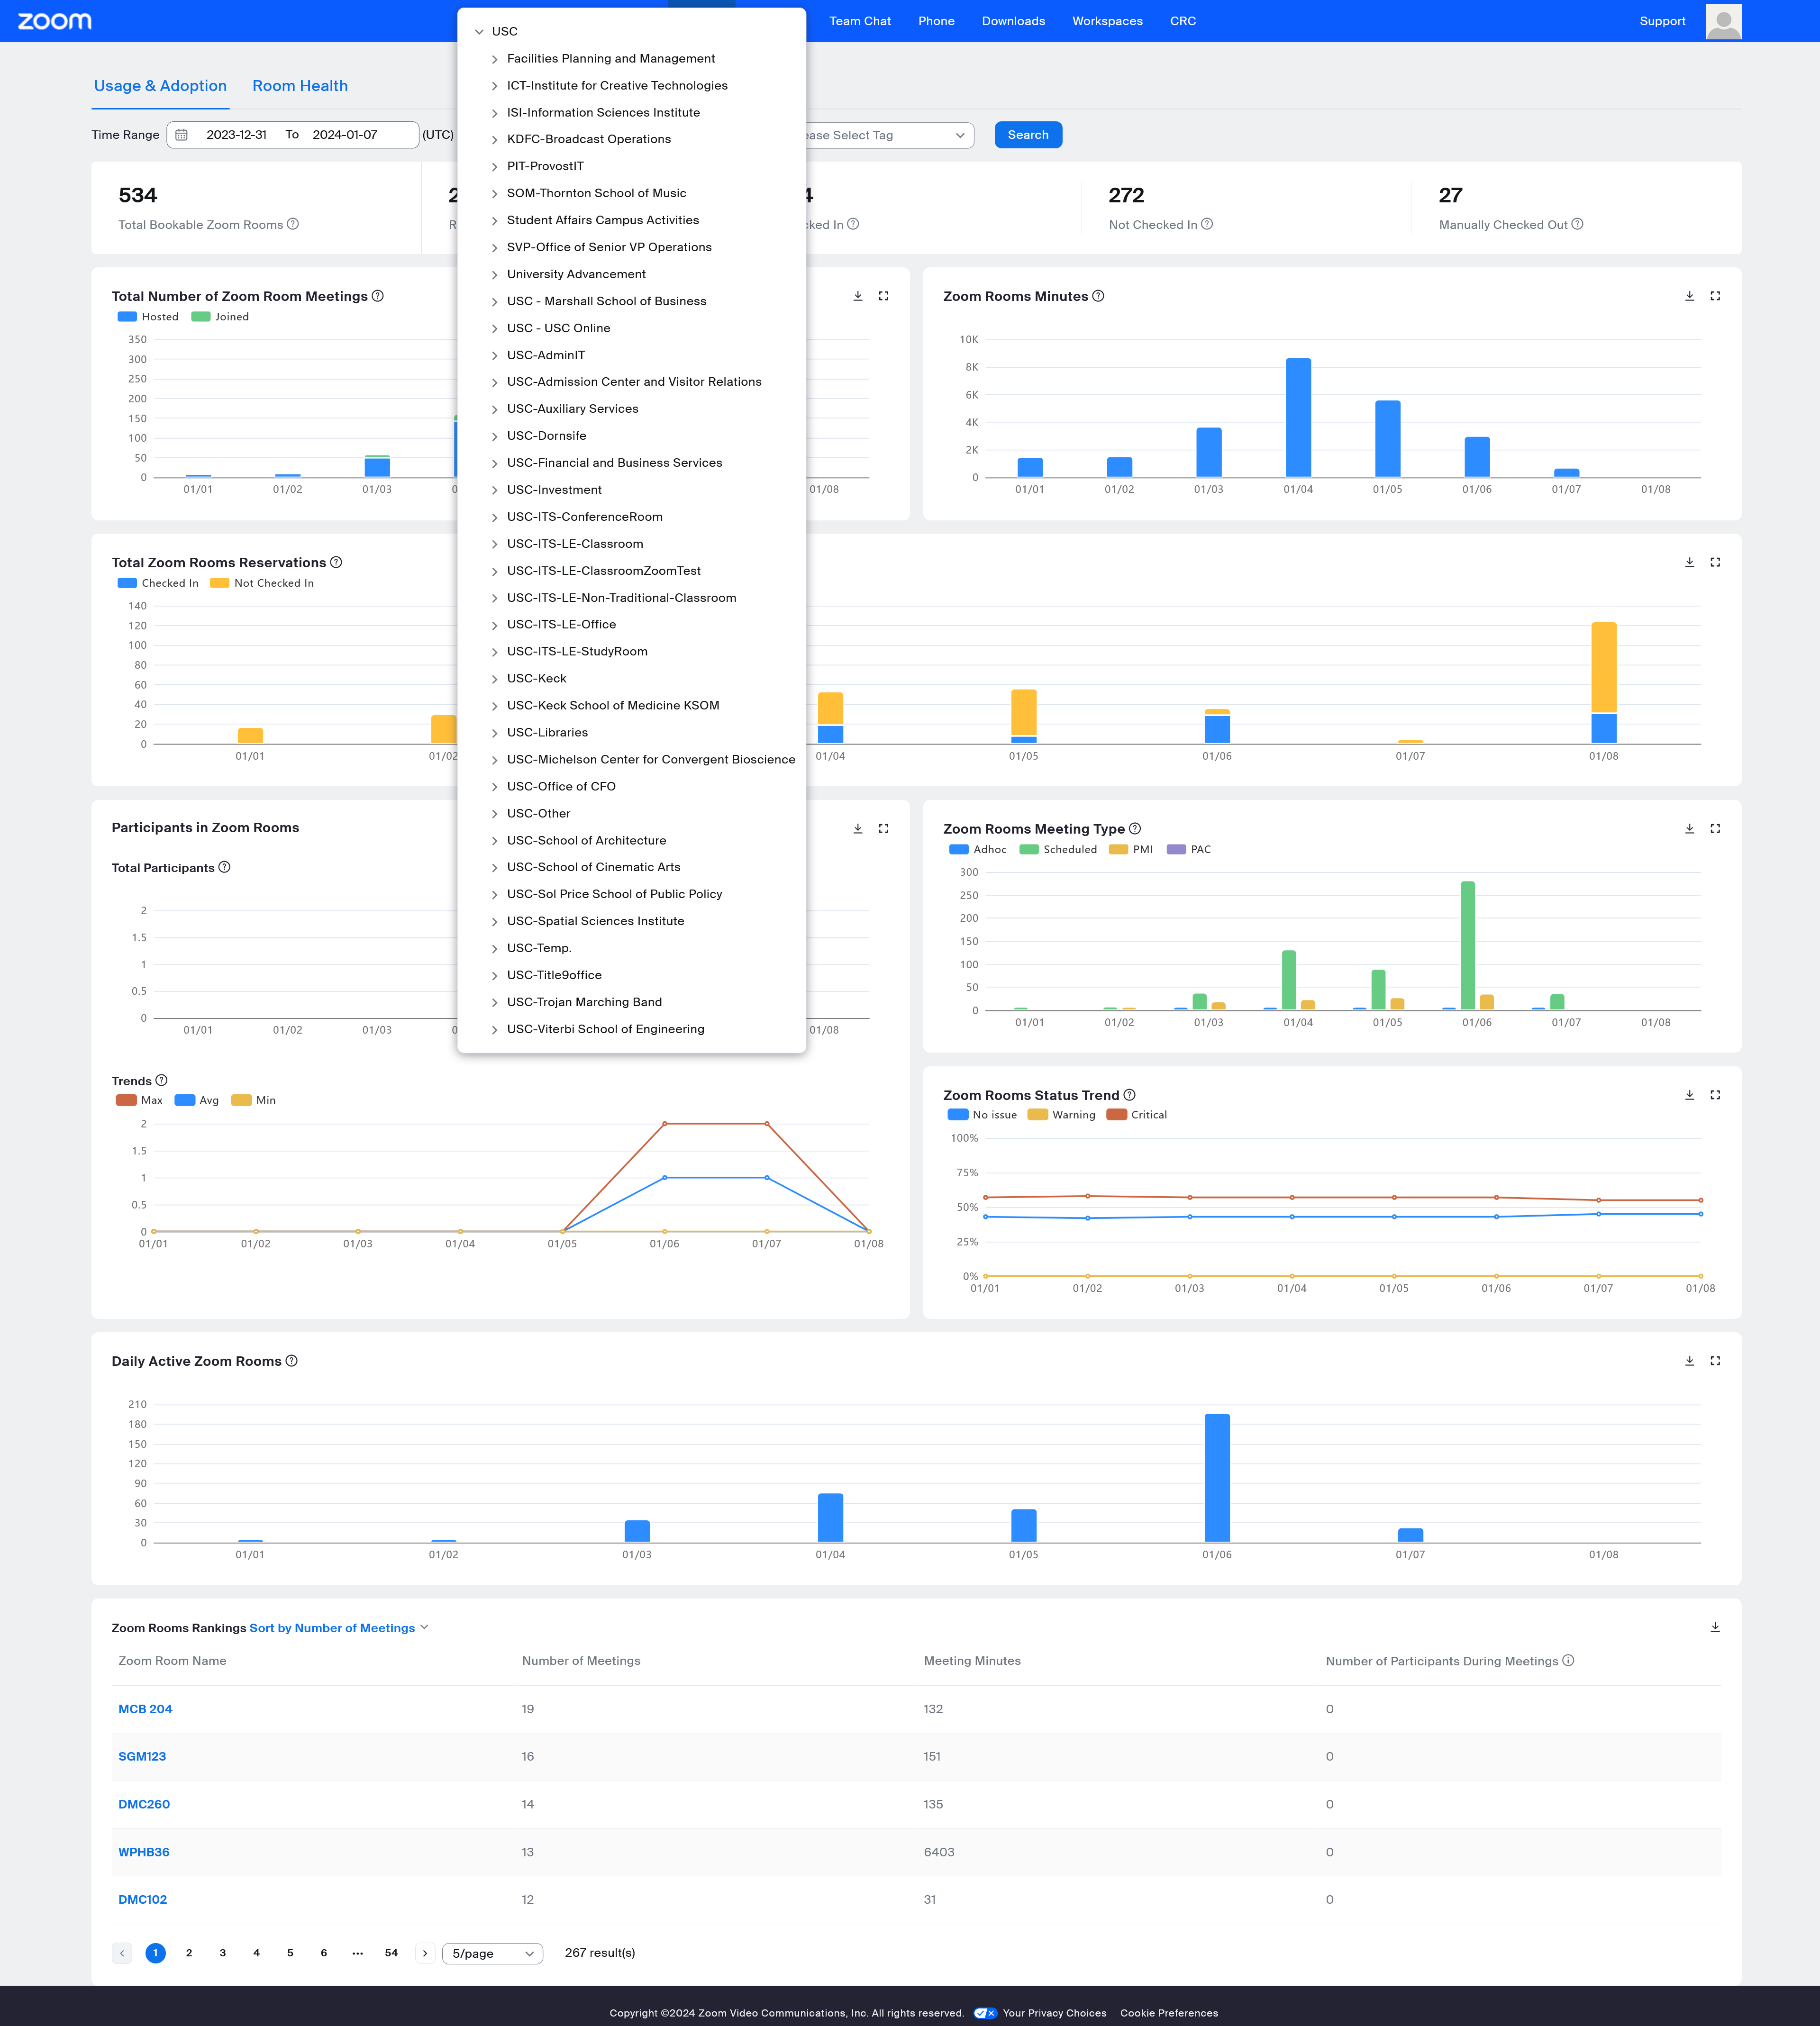 zoom
Team Chat
Phone
Downloads
Workspaces
CRC
Support
USC
Facilities Planning and Management
ICT-Institute for Creative Technologies
ISI-Information Sciences Institute
KDFC-Broadcast Operations
PIT-ProvostIT
SOM-Thornton School of Music
Student Affairs Campus Activities
SVP-Office of Senior VP Operations
University Advancement
USC - Marshall School of Business
USC - USC Online
USC-AdminIT
USC-Admission Center and Visitor Relations
USC-Auxiliary Services
USC-Dornsife
USC-Financial and Business Services
USC-Investment
USC-ITS-ConferenceRoom
USC-ITS-LE-Classroom
USC-ITS-LE-ClassroomZoomTest
USC-ITS-LE-Non-Traditional-Classroom
USC-ITS-LE-Office
USC-ITS-LE-StudyRoom
USC-Keck
USC-Keck School of Medicine KSOM
USC-Libraries
USC-Michelson Center for Convergent Bioscience
USC-Office of CFO
USC-Other
USC-School of Architecture
USC-School of Cinematic Arts
USC-Sol Price School of Public Policy
USC-Spatial Sciences Institute
USC-Temp.
USC-Title9office
USC-Trojan Marching Band
USC-Viterbi School of Engineering
Usage & Adoption
Room Health
Time Range 2023-12-31 To 2024-01-07 (UTC)
Select Tag
Search
534
Total Bookable Zoom Rooms
In
272
Not Checked In
27
Manually Checked Out
Total Number of Zoom Room Meetings
Hosted Joined
350
300
250
200
150
100
50
0
01/01 01/02 01/03 01/08
Zoom Rooms Minutes
10K
8K
6K
4K
2K
0
01/01 01/02 01/03 01/04 01/05 01/06 01/07 01/08
Total Zoom Rooms Reservations
Checked In Not Checked In
140
120
100
80
60
40
20
0
01/01 01/02 01/04 01/05 01/06 01/07 01/08
Participants in Zoom Rooms
Total Participants
2
1.5
1
0.5
0
01/01 01/02 01/03 01/08
Trends
Max Avg Min
2
1.5
1
0.5
0
01/01 01/02 01/03 01/04 01/05 01/06 01/07 01/08
Zoom Rooms Meeting Type
Adhoc Scheduled PMI PAC
300
250
200
150
100
50
0
01/01 01/02 01/03 01/04 01/05 01/06 01/07 01/08
Zoom Rooms Status Trend
No issue Warning Critical
100%
75%
50%
25%
0%
01/01 01/02 01/03 01/04 01/05 01/06 01/07 01/08
Daily Active Zoom Rooms
210
180
150
120
90
60
30
0
01/01 01/02 01/03 01/04 01/05 01/06 01/07 01/08
Zoom Rooms Rankings Sort by Number of Meetings
Zoom Room Name Number of Meetings Meeting Minutes Number of Participants During Meetings
MCB 204 19 132 0
SGM123 16 151 0
DMC260 14 135 0
WPHB36 13 6403 0
DMC102 12 31 0
1 2 3 4 5 6 ... 54 5/page 267 result(s)
Copyright ©2024 Zoom Video Communications, Inc. All rights reserved. Your Privacy Choices Cookie Preferences